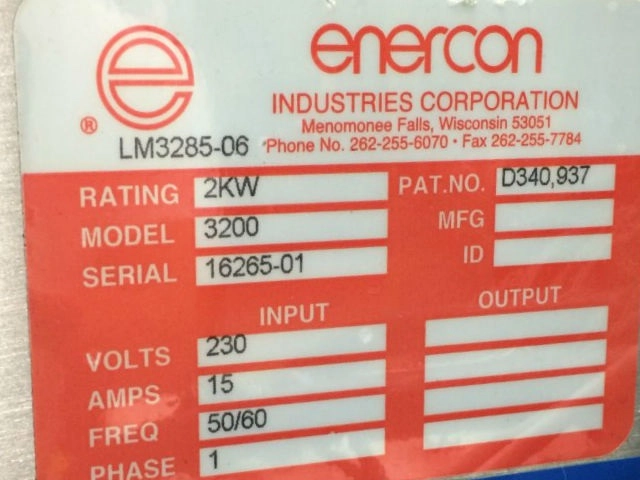 e enercon
®
INDUSTRIES CORPORATION
Menomonee Falls, Wisconsin 53051
LM3285-06 Phone No. 262-255-6070 • Fax 262-255-7784
RATING 2KW PAT.NO. D340,937
MODEL 3200 MFG
SERIAL 16265-01 ID
INPUT OUTPUT
VOLTS 230
AMPS 15
FREQ 50/60
PHASE 1